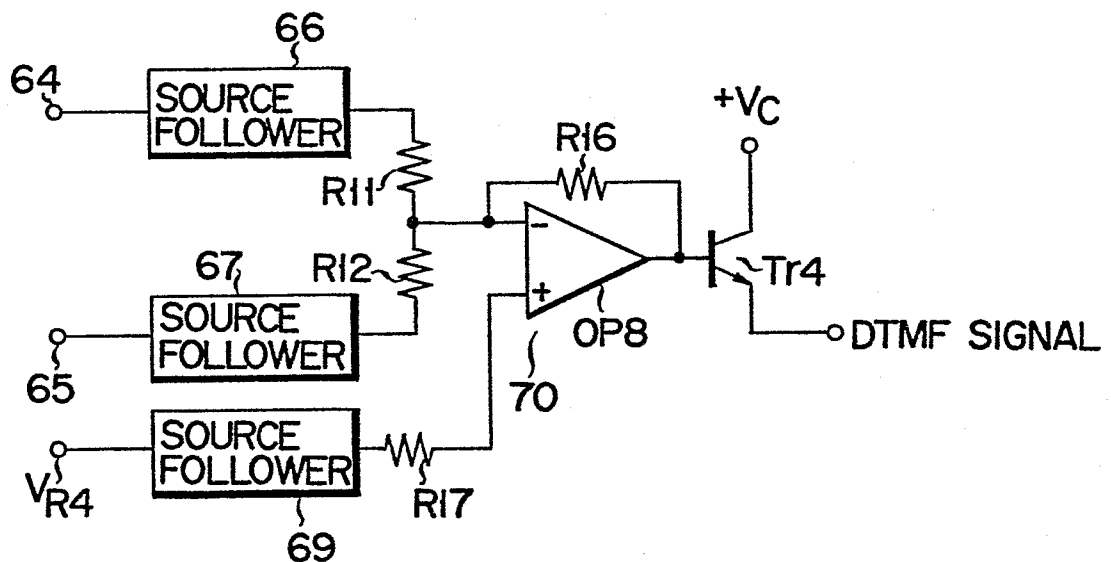 66
64
SOURCE
FOLLOWER
+VC
R16
R11
−
Tr4
R12
67
+
OP8
SOURCE
FOLLOWER
DTMF SIGNAL
65
70
SOURCE
FOLLOWER
VR4
R17
69